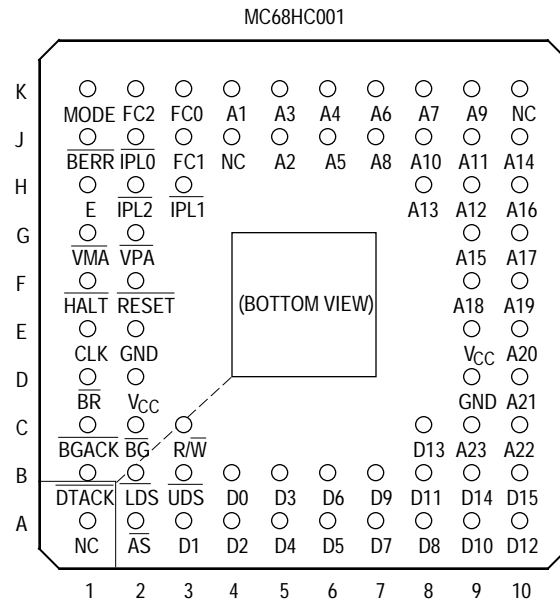 MC68HC001
K
MODE FC2 FC0 A1 A3 A4 A6 A7 A9 NC
J
BERR IPL0 FC1 NC A2 A5 A8 A10 A11 A14
H
E IPL2 IPL1 A13 A12 A16
G
VMA VPA A15 A17
F
HALT RESET (BOTTOM VIEW) A18 A19
E
CLK GND VCC A20
D
BR VCC GND A21
C
BGACK BG R/W D13 A23 A22
B
DTACK LDS UDS D0 D3 D6 D9 D11 D14 D15
A
NC AS D1 D2 D4 D5 D7 D8 D10 D12
1 2 3 4 5 6 7 8 9 10